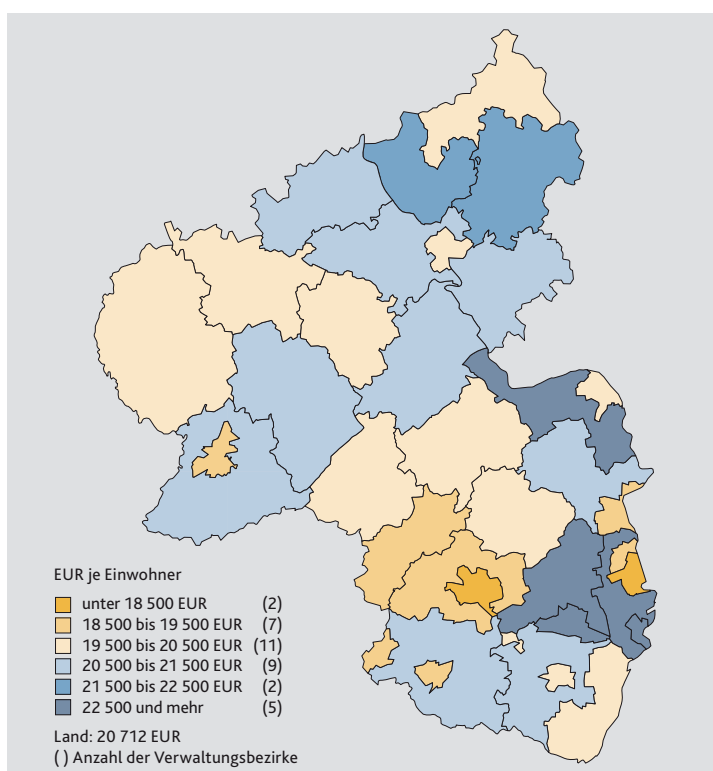 EUR je Einwohner
unter 18 500 EUR (2)
18 500 bis 19 500 EUR (7)
19 500 bis 20 500 EUR (11)
20 500 bis 21 500 EUR (9)
21 500 bis 22 500 EUR (2)
22 500 und mehr (5)
Land: 20 712 EUR
( ) Anzahl der Verwaltungsbezirke